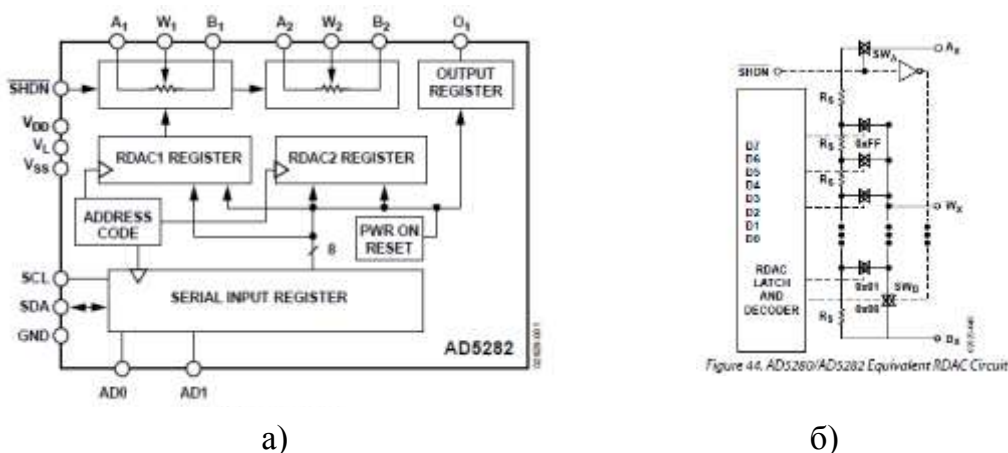 A1 W1 B1 A2 W2 B2 O1
SHDN
OUTPUT
REGISTER
VDD
VL
VSS
RDAC1 REGISTER
RDAC2 REGISTER
ADDRESS
CODE
PWR ON
RESET
8
SCL
SDA
GND
SERIAL INPUT REGISTER
AD5282
AD0 AD1
а)
SHDN
SWA
AX
RS
0xFF
RS
RS
D7
D6
D5
D4
D3
D2
D1
D0
WX
RDAC
LATCH
AND
DECODER
0x01
SWB
0x00
RS
BX
Figure 44. AD5280/AD5282 Equivalent RDAC Circuit
б)